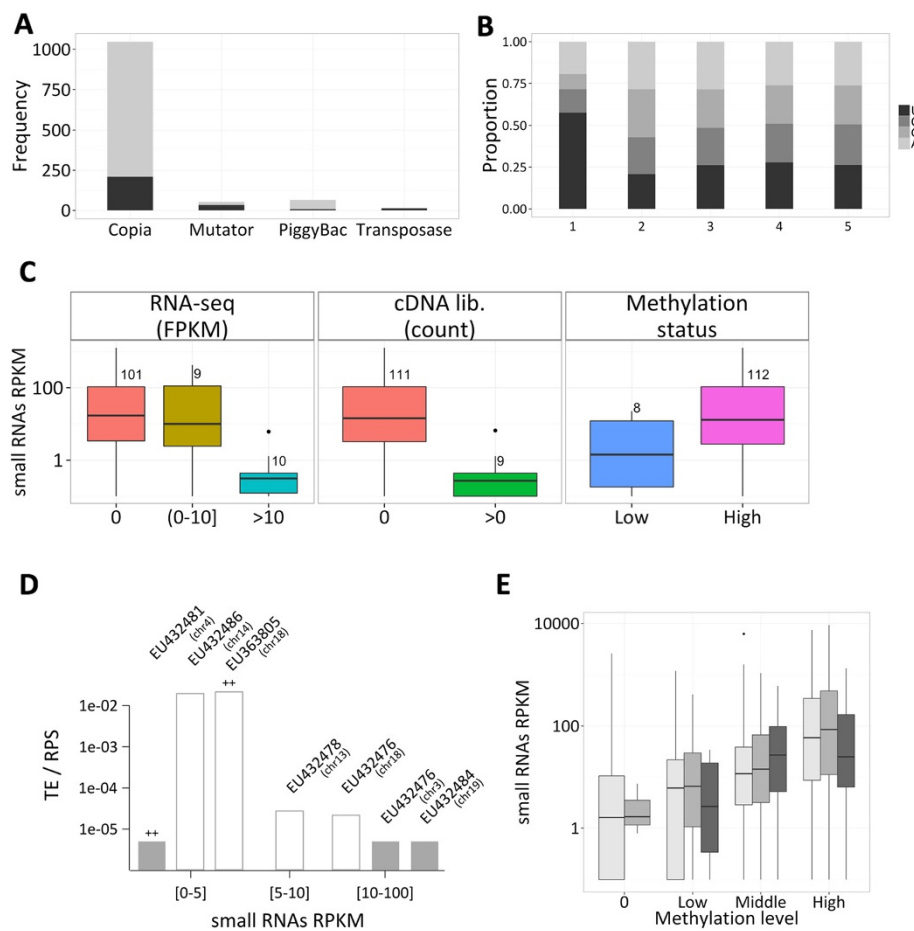 A
Frequency
1000
750
500
250
0
Copia Mutator PiggyBac Transposase
B
Proportion
1.00
0.75
0.50
0.25
0.00
1 2 3 4 5
C
RNA-seq
(FPKM)
cDNA lib.
(count)
Methylation
status
small RNAs RPKM
100
1
101 9 10
111 9
8 112
0 (0-10] >10
0 >0
Low High
D
EU432481
(chr4)
EU432486
(chr14)
EU363805
(chr18)
EU432478
(chr13)
EU432476
(chr18)
EU432476
(chr3)
EU432484
(chr19)
TE / RPS
1e-02
1e-03
1e-04
1e-05
++
++
[0-5] [5-10] [10-100]
small RNAs RPKM
E
small RNAs RPKM
10000
100
1
0 Low Middle High
Methylation level